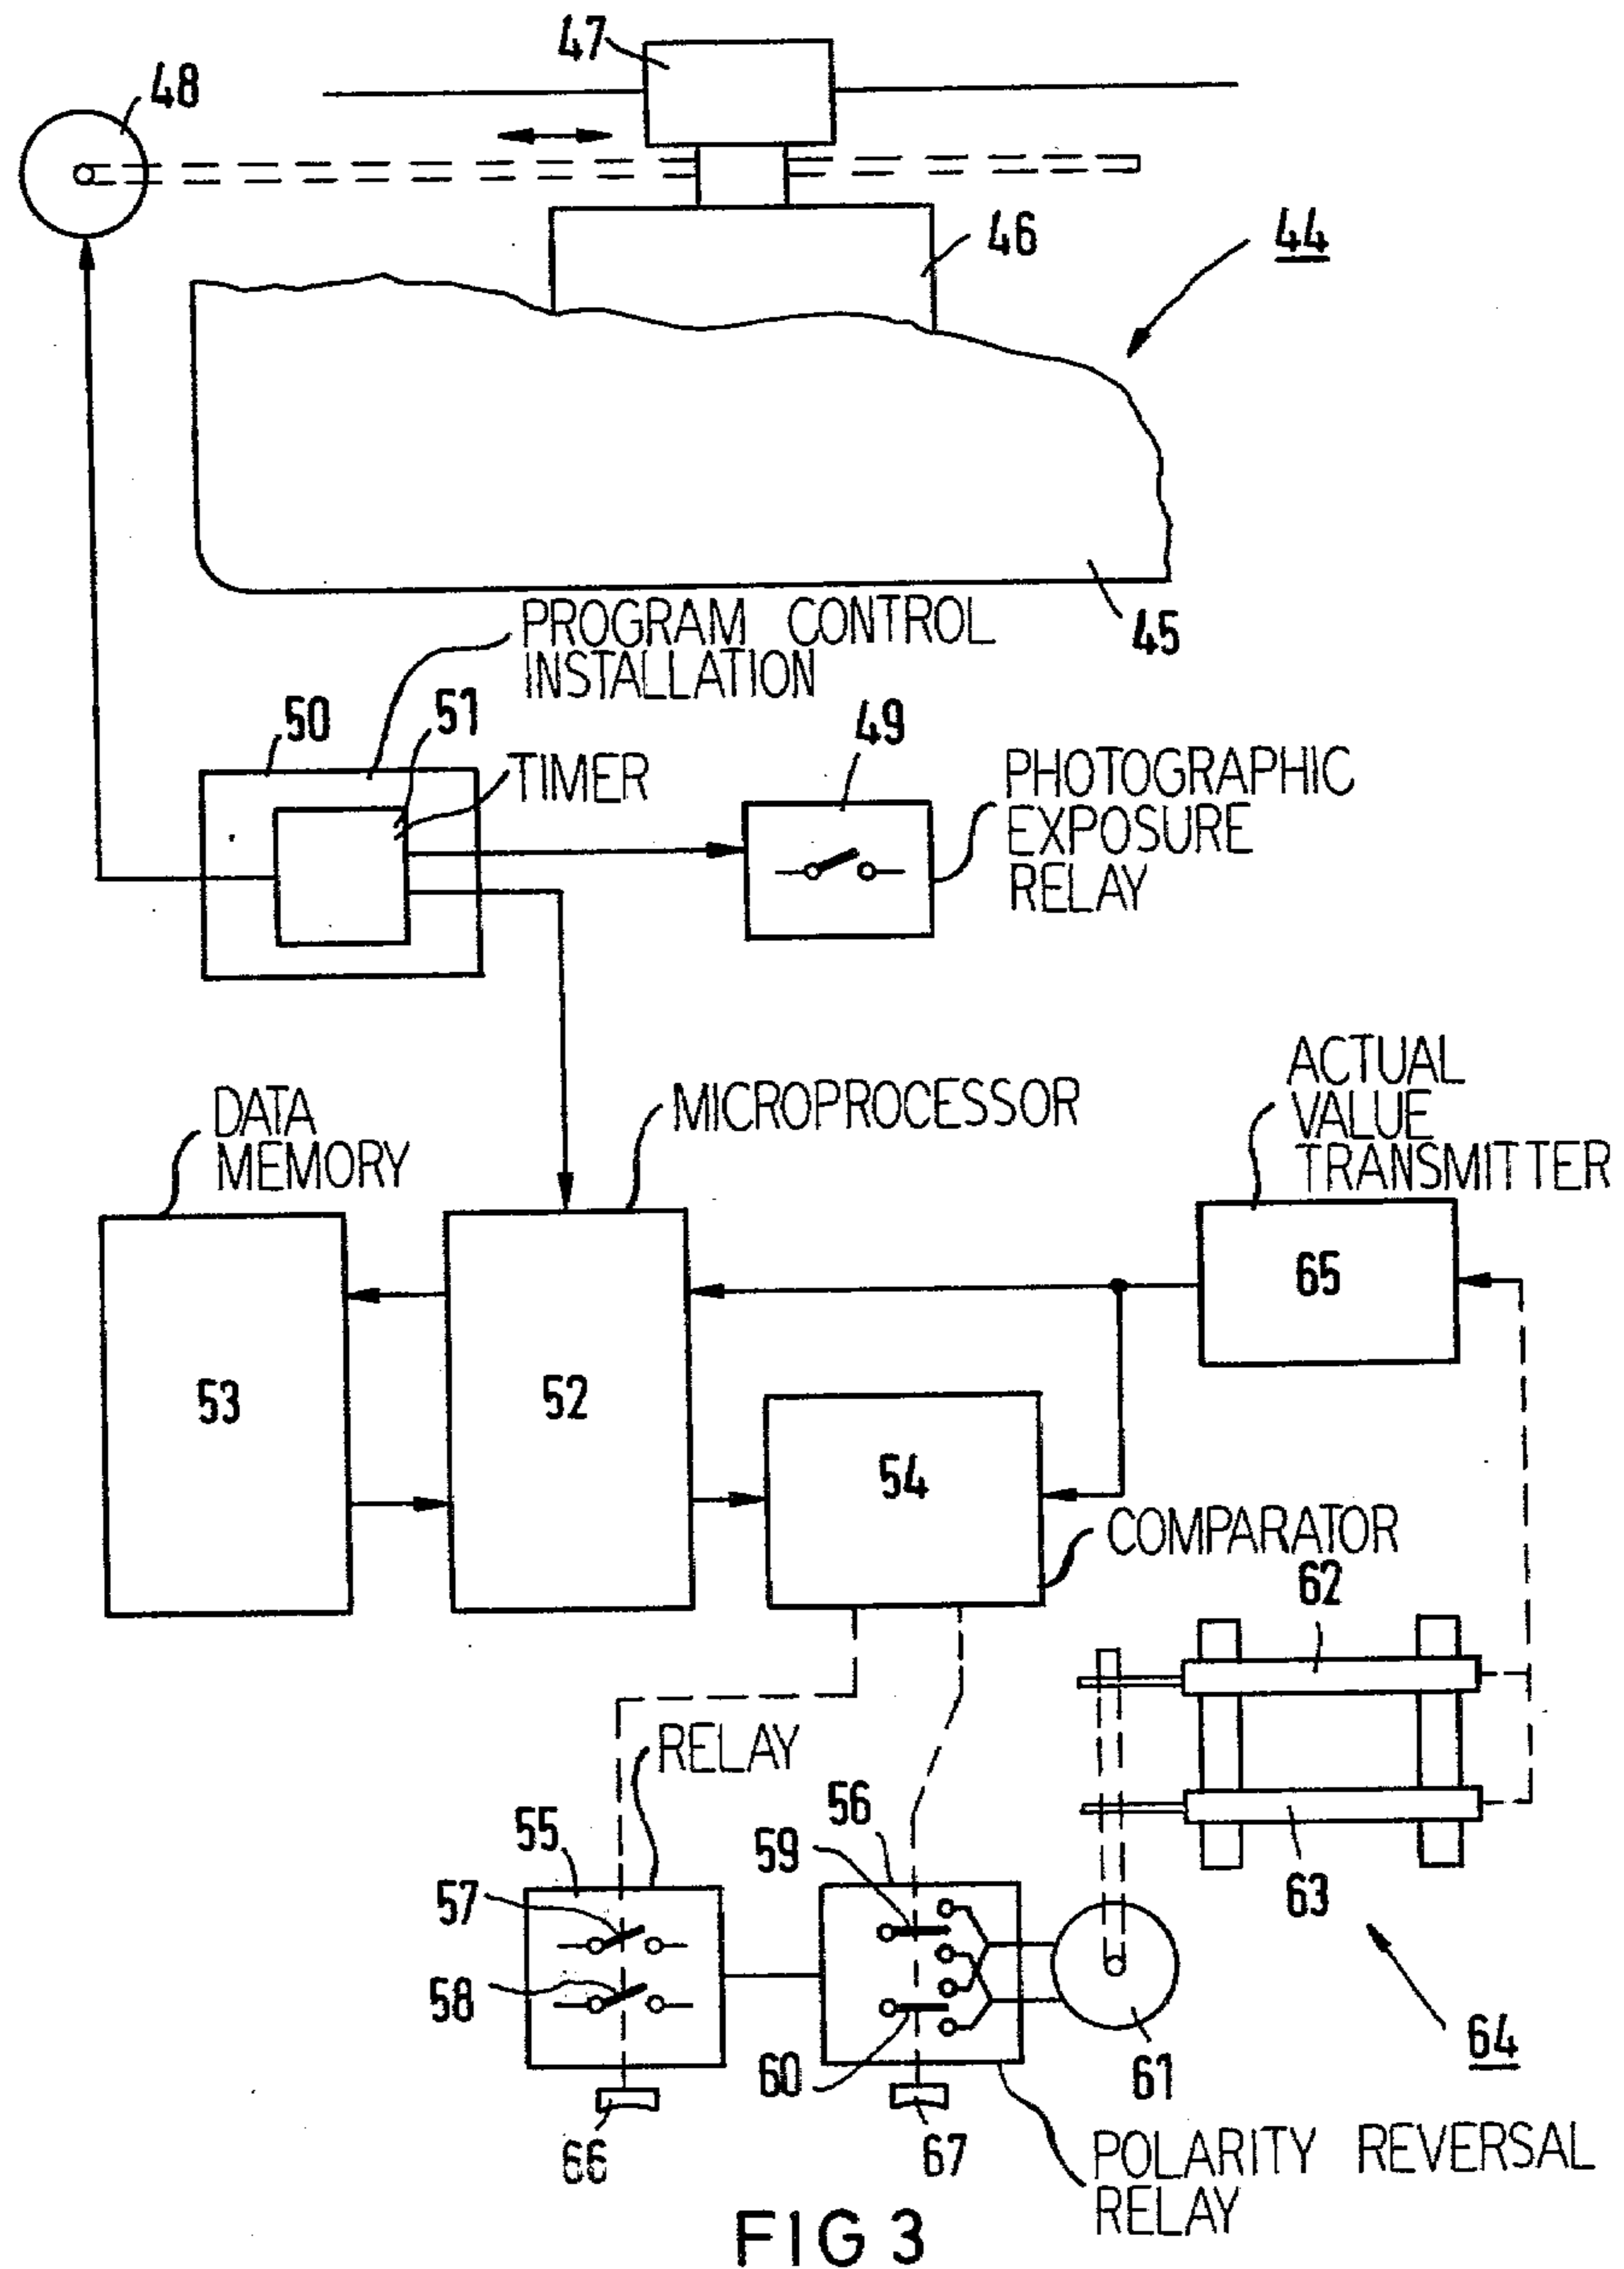 47
48
46
44
45
PROGRAM CONTROL
INSTALLATION
50
51
TIMER
49
PHOTOGRAPHIC
EXPOSURE
RELAY
ACTUAL
VALUE
TRANSMITTER
MICROPROCESSOR
DATA
MEMORY
65
53
52
54
COMPARATOR
62
RELAY
55
56
59
57
63
58
60
61
64
66
67
POLARITY REVERSAL
RELAY
FIG 3